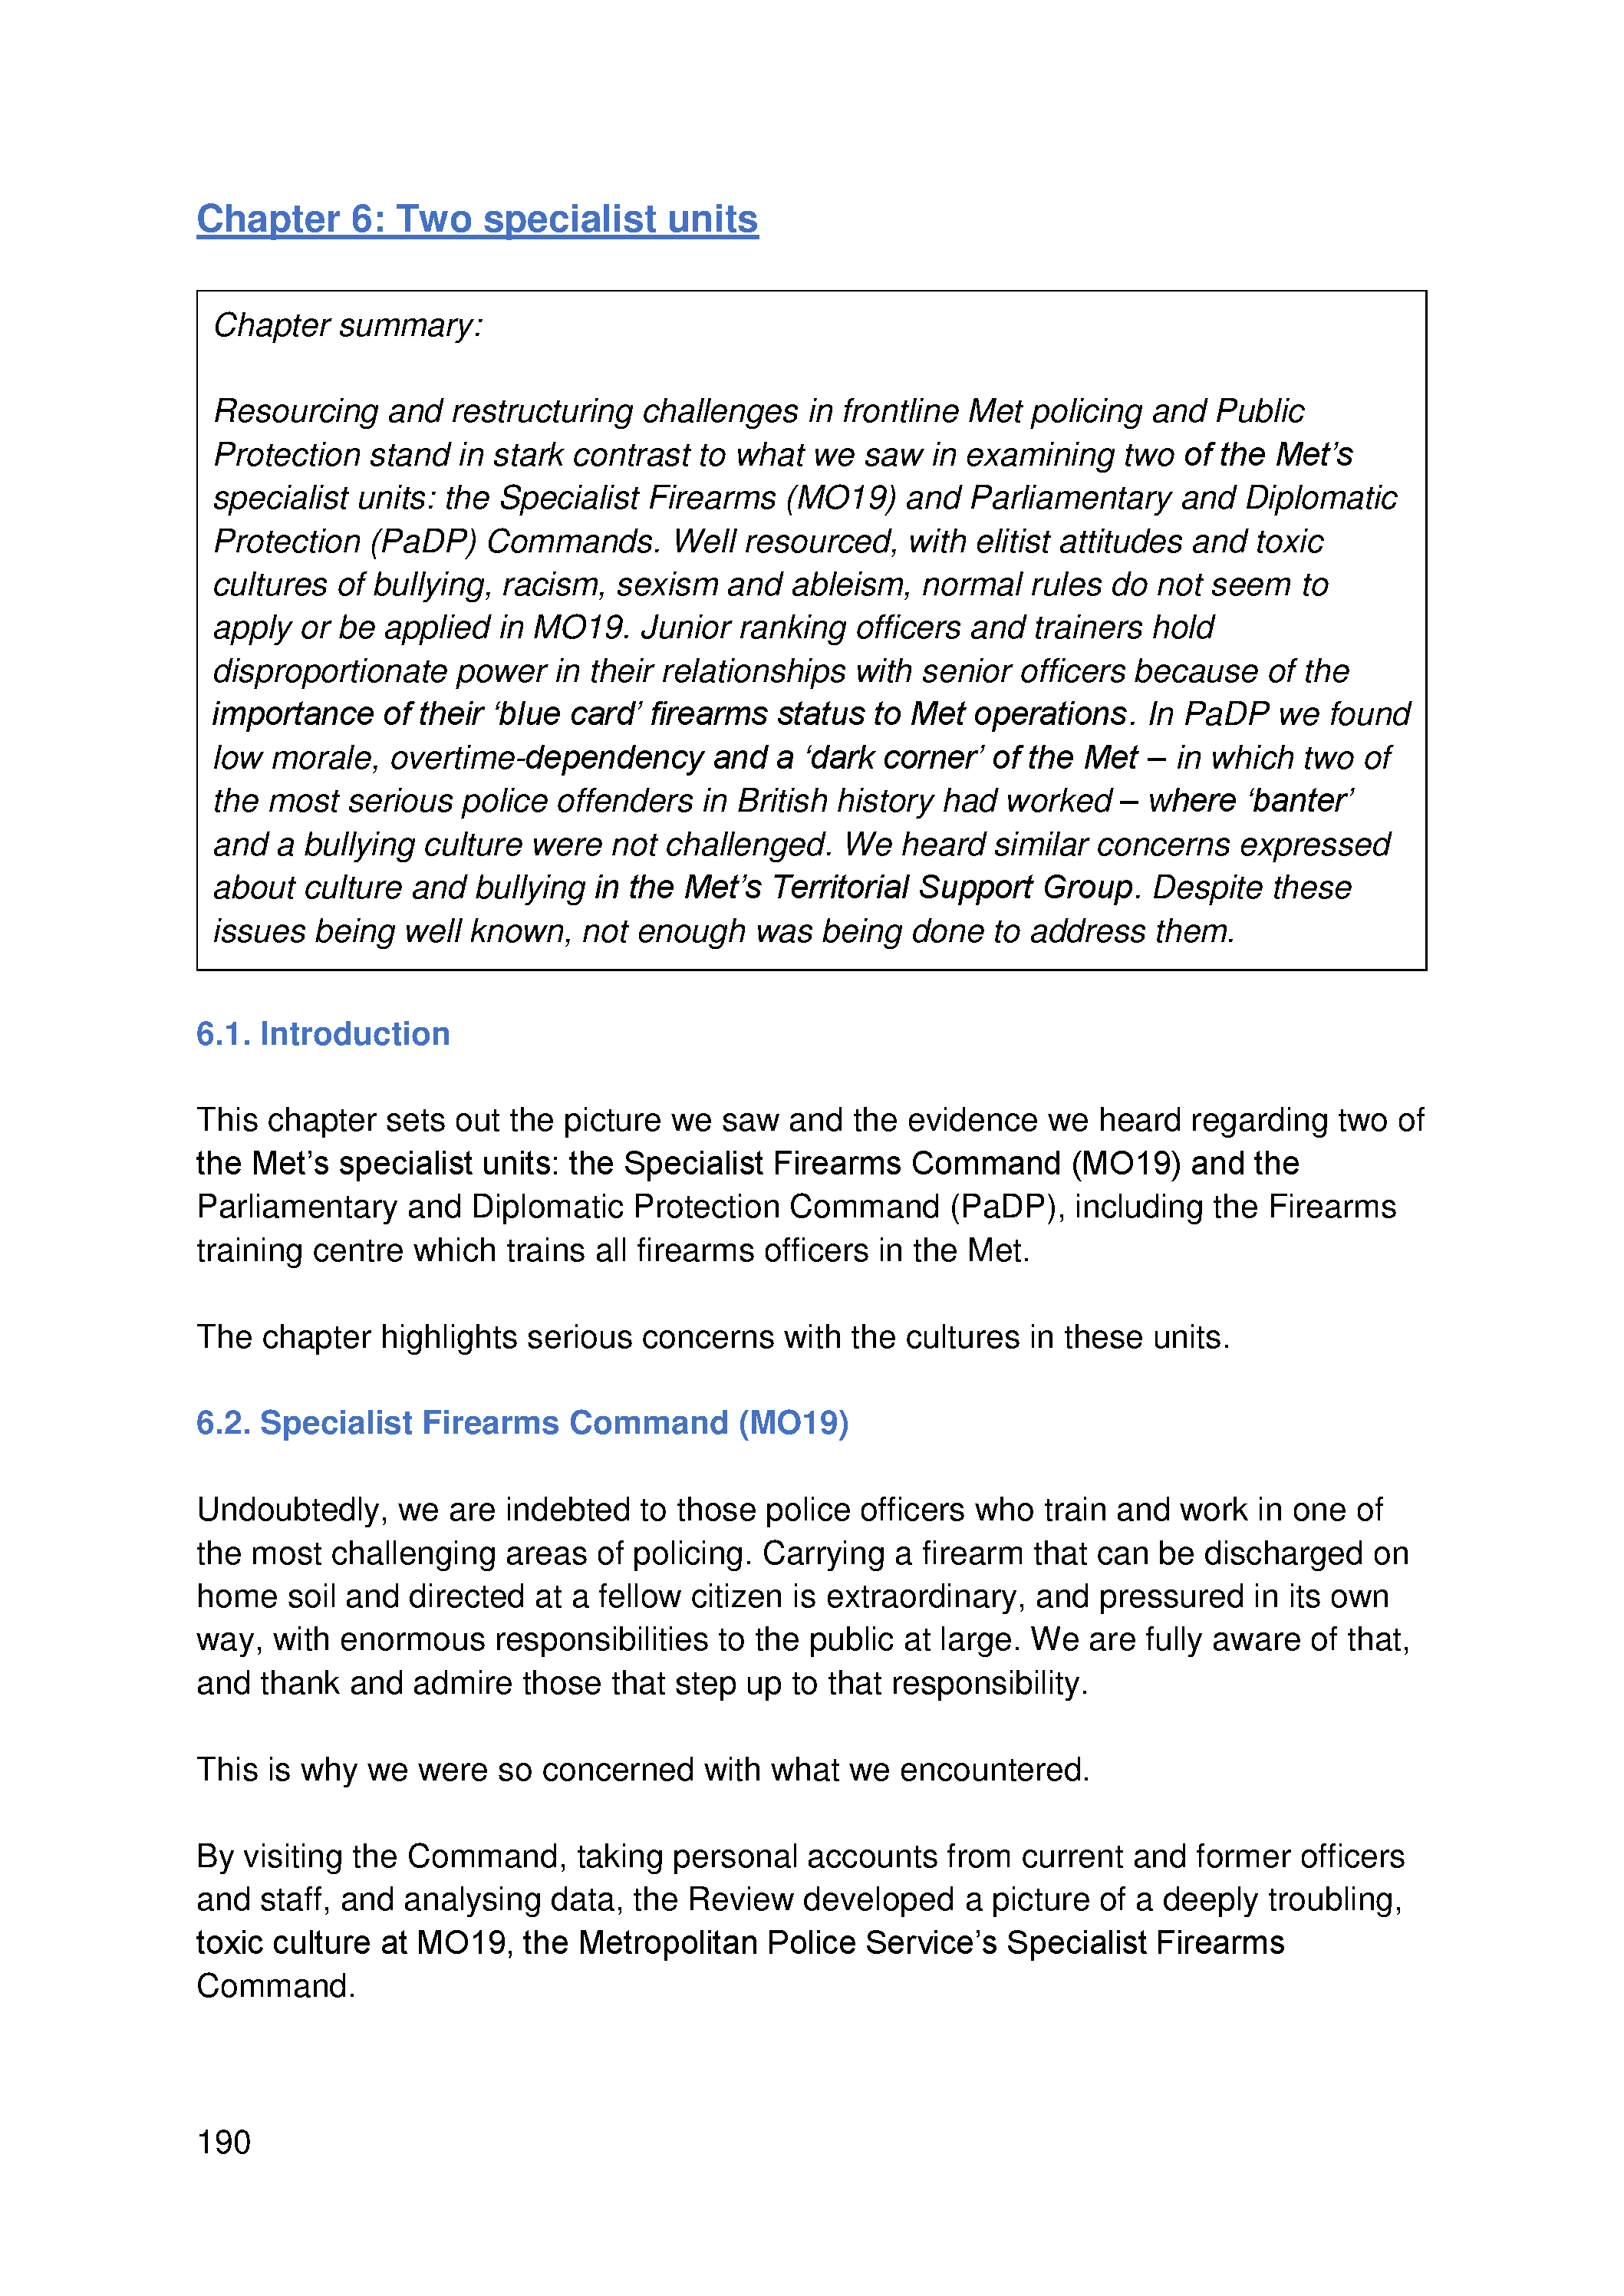 Chapter 6: Two specialist units
Chapter summary:
Resourcing and restructuring challenges in frontline Met policing and Public
Protection stand in stark contrast to what we saw in examining two of the Met’s
specialist units: the Specialist Firearms (MO19) and Parliamentary and Diplomatic
Protection (PaDP) Commands. Well resourced, with elitist attitudes and toxic
cultures of bullying, racism, sexism and ableism, normal rules do not seem to
apply or be applied in MO19. Junior ranking officers and trainers hold
disproportionate power in their relationships with senior officers because of the
importance of their ‘blue card’ firearms status to Met operations. In PaDP we found
low morale, overtime-dependency and a ‘dark corner’ of the Met – in which two of
the most serious police offenders in British history had worked – where ‘banter’
and a bullying culture were not challenged. We heard similar concerns expressed
about culture and bullying in the Met’s Territorial Support Group. Despite these
issues being well known, not enough was being done to address them.
6.1. Introduction
This chapter sets out the picture we saw and the evidence we heard regarding two of
the Met’s specialist units: the Specialist Firearms Command (MO19) and the
Parliamentary and Diplomatic Protection Command (PaDP), including the Firearms
training centre which trains all firearms officers in the Met.
The chapter highlights serious concerns with the cultures in these units.
6.2. Specialist Firearms Command (MO19)
Undoubtedly, we are indebted to those police officers who train and work in one of
the most challenging areas of policing. Carrying a firearm that can be discharged on
home soil and directed at a fellow citizen is extraordinary, and pressured in its own
way, with enormous responsibilities to the public at large. We are fully aware of that,
and thank and admire those that step up to that responsibility.
This is why we were so concerned with what we encountered.
By visiting the Command, taking personal accounts from current and former officers
and staff, and analysing data, the Review developed a picture of a deeply troubling,
toxic culture at MO19, the Metropolitan Police Service’s Specialist Firearms
Command.
190